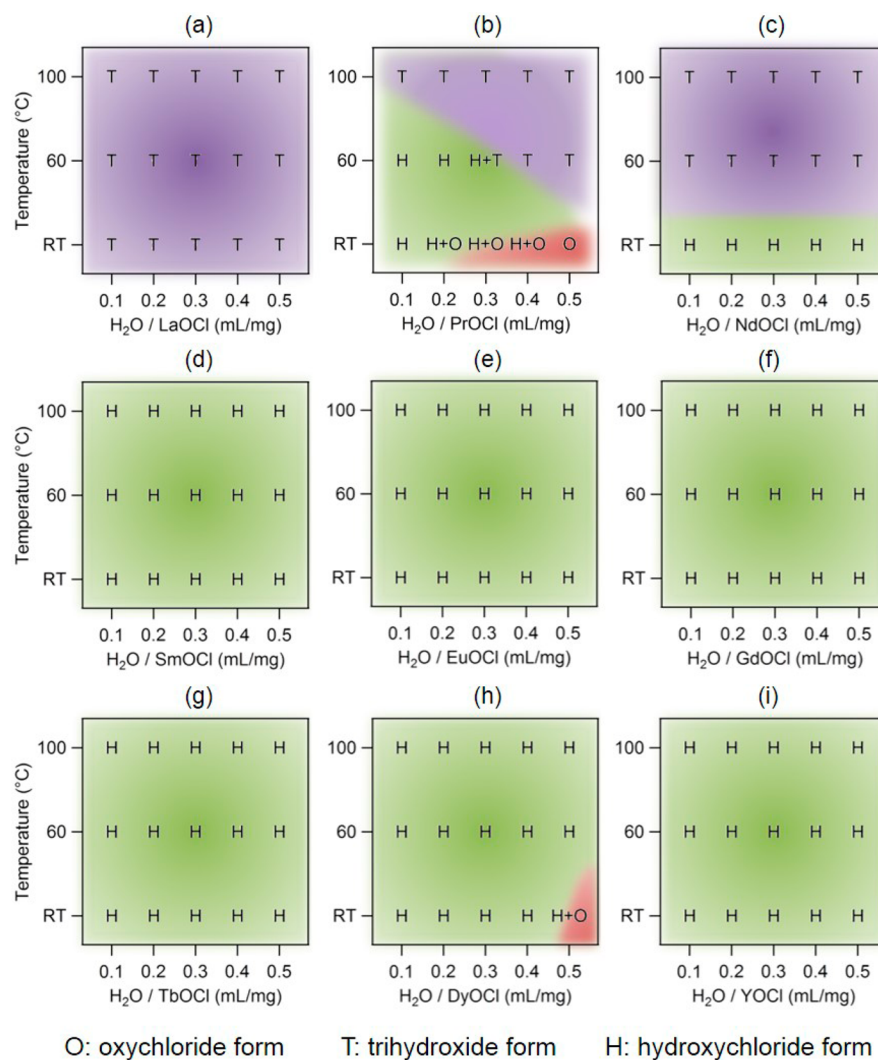 (a) (b) (c)
Temperature (°C)
100 T T T T T
60 T T T T T
RT T T T T T
0.1 0.2 0.3 0.4 0.5
H2O / LaOCl (mL/mg)
100 T T T T T
60 H H H+T T T
RT H H+O H+O H+O O
0.1 0.2 0.3 0.4 0.5
H2O / PrOCl (mL/mg)
100 T T T T T
60 T T T T T
RT H H H H H
0.1 0.2 0.3 0.4 0.5
H2O / NdOCl (mL/mg)
(d) (e) (f)
Temperature (°C)
100 H H H H H
60 H H H H H
RT H H H H H
0.1 0.2 0.3 0.4 0.5
H2O / SmOCl (mL/mg)
100 H H H H H
60 H H H H H
RT H H H H H
0.1 0.2 0.3 0.4 0.5
H2O / EuOCl (mL/mg)
100 H H H H H
60 H H H H H
RT H H H H H
0.1 0.2 0.3 0.4 0.5
H2O / GdOCl (mL/mg)
(g) (h) (i)
Temperature (°C)
100 H H H H H
60 H H H H H
RT H H H H H
0.1 0.2 0.3 0.4 0.5
H2O / TbOCl (mL/mg)
100 H H H H H
60 H H H H H
RT H H H H H+O
0.1 0.2 0.3 0.4 0.5
H2O / DyOCl (mL/mg)
100 H H H H H
60 H H H H H
RT H H H H H
0.1 0.2 0.3 0.4 0.5
H2O / YOCl (mL/mg)
O: oxychloride form T: trihydroxide form H: hydroxychloride form